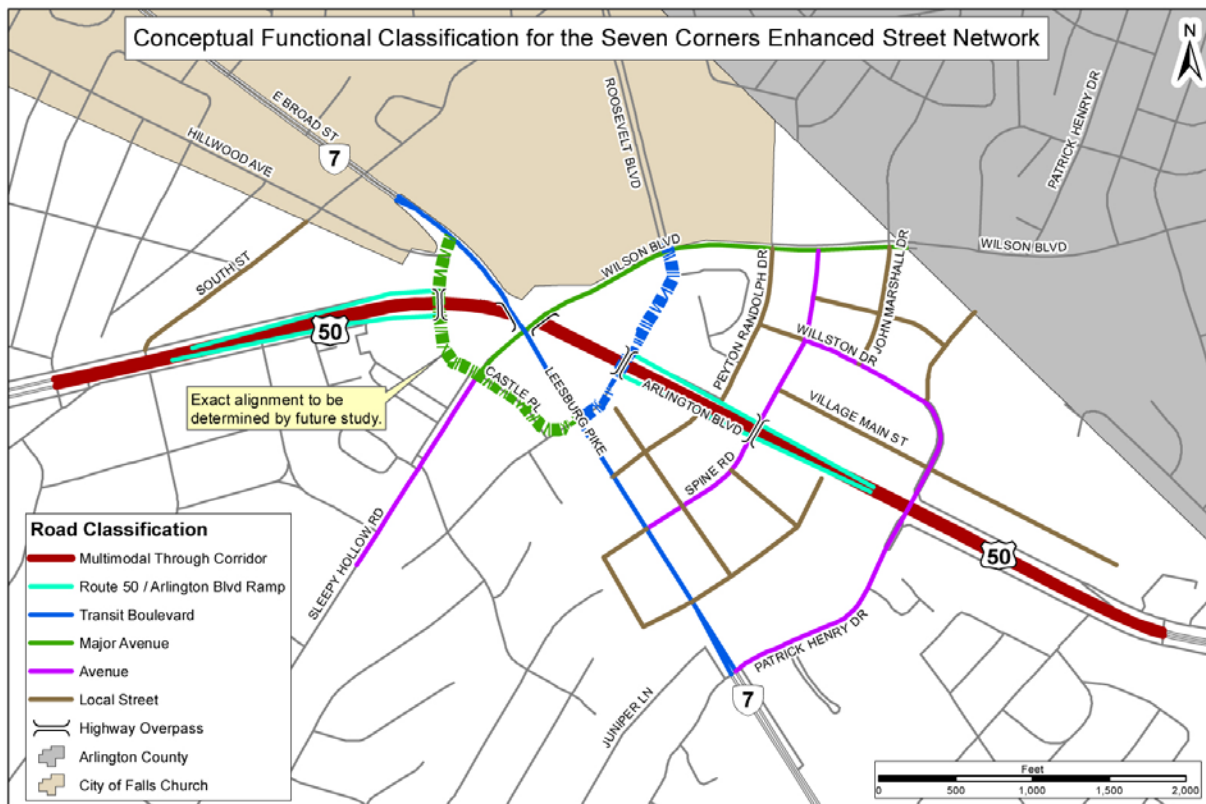 Conceptual Functional Classification for the Seven Corners Enhanced Street Network
N
E BROAD ST
7
HILLWOOD AVE
ROOSEVELT BLVD
PATRICK HENRY DR
SOUTH ST
50
WILSON BLVD
WILSON BLVD
PEYTON RANDOLPH DR
JOHN MARSHALL DR
WILLSTON DR
CASTLE PL
LEESBURG PIKE
ARLINGTON BLVD
VILLAGE MAIN ST
Exact alignment to be
determined by future study.
SPINE RD
SLEEPY HOLLOW RD
50
PATRICK HENRY DR
JUNIPER LN
7
Road Classification
Multimodal Through Corridor
Route 50 / Arlington Blvd Ramp
Transit Boulevard
Major Avenue
Avenue
Local Street
Highway Overpass
Arlington County
City of Falls Church
Feet
0 500 1,000 1,500 2,000